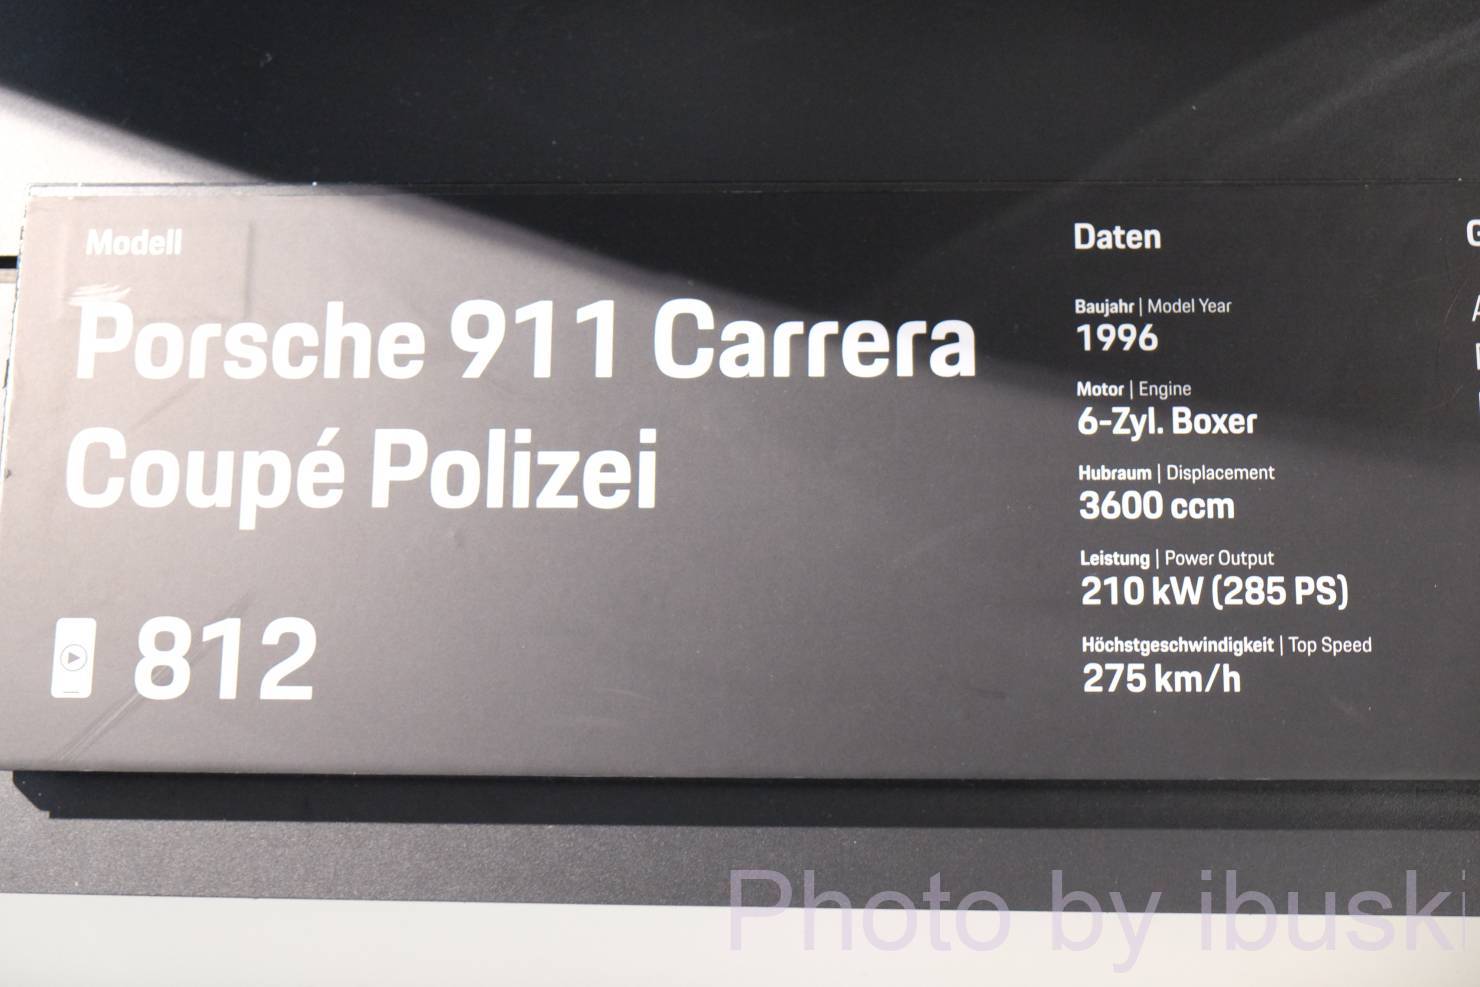 Modell
Porsche 911 Carrera
Coupé Polizei
812
Daten
Baujahr | Model Year
1996
Motor | Engine
6-Zyl. Boxer
Hubraum | Displacement
3600 ccm
Leistung | Power Output
210 kW (285 PS)
Höchstgeschwindigkeit | Top Speed
275 km/h
Photo by ibuski